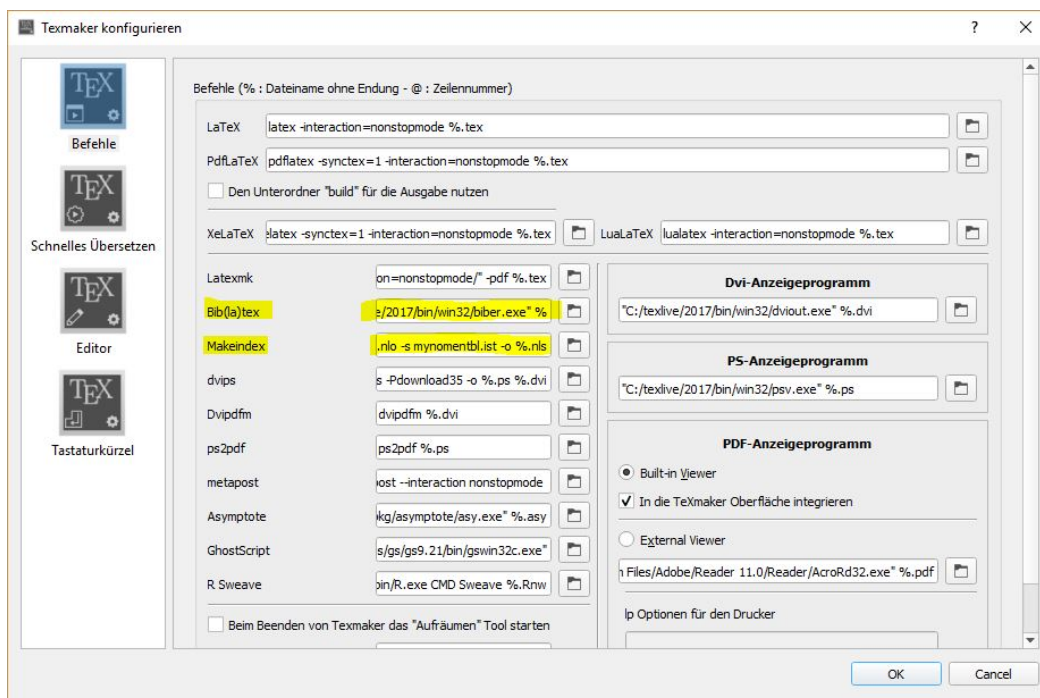 Texmaker konfigurieren
?
Befehle
Schnelles Übersetzen
Editor
Tastaturkürzel
Befehle (% : Dateiname ohne Endung - @ : Zeilennummer)
LaTeX latex -interaction=nonstopmode %.tex
PdfLaTeX pdflatex -synctex=1 -interaction=nonstopmode %.tex
Den Unterordner "build" für die Ausgabe nutzen
XeLaTeX elatex -synctex=1 -interaction=nonstopmode %.tex LuaLaTeX lualatex -interaction=nonstopmode %.tex
Latexmk on=nonstopmode/" -pdf %.tex
Bib(la)tex e/2017/bin/win32/biber.exe" %
Makeindex .nlo -s mynomentbl.ist -o %.nls
dvips s -Pdownload35 -o %.ps %.dvi
Dvipdfm dvipdfm %.dvi
ps2pdf ps2pdf %.ps
metapost ost --interaction nonstopmode
Asymptote kg/asymptote/asy.exe" %.asy
GhostScript s/gs/gs9.21/bin/gswin32c.exe"
R Sweave bin/R.exe CMD Sweave %.Rnw
Beim Beenden von Texmaker das "Aufräumen" Tool starten
Dvi-Anzeigeprogramm
"C:/texlive/2017/bin/win32/dviout.exe" %.dvi
PS-Anzeigeprogramm
"C:/texlive/2017/bin/win32/psv.exe" %.ps
PDF-Anzeigeprogramm
Built-in Viewer
In die TeXmaker Oberfläche integrieren
External Viewer
n Files/Adobe/Reader 11.0/Reader/AcroRd32.exe" %.pdf
lp Optionen für den Drucker
OK
Cancel
TEX
TEX
TEX
TEX